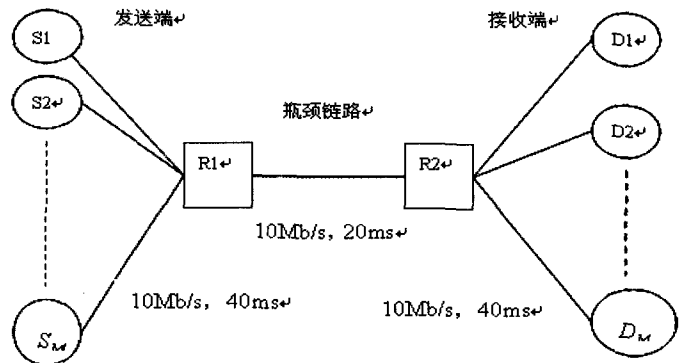 发送端↵
接收端↵
S1
D1↵
S2↵
瓶颈链路↵
D2↵
R1↵
R2↵
10Mb/s, 20ms↵
10Mb/s, 40ms↵
10Mb/s, 40ms↵
S_M
D_M